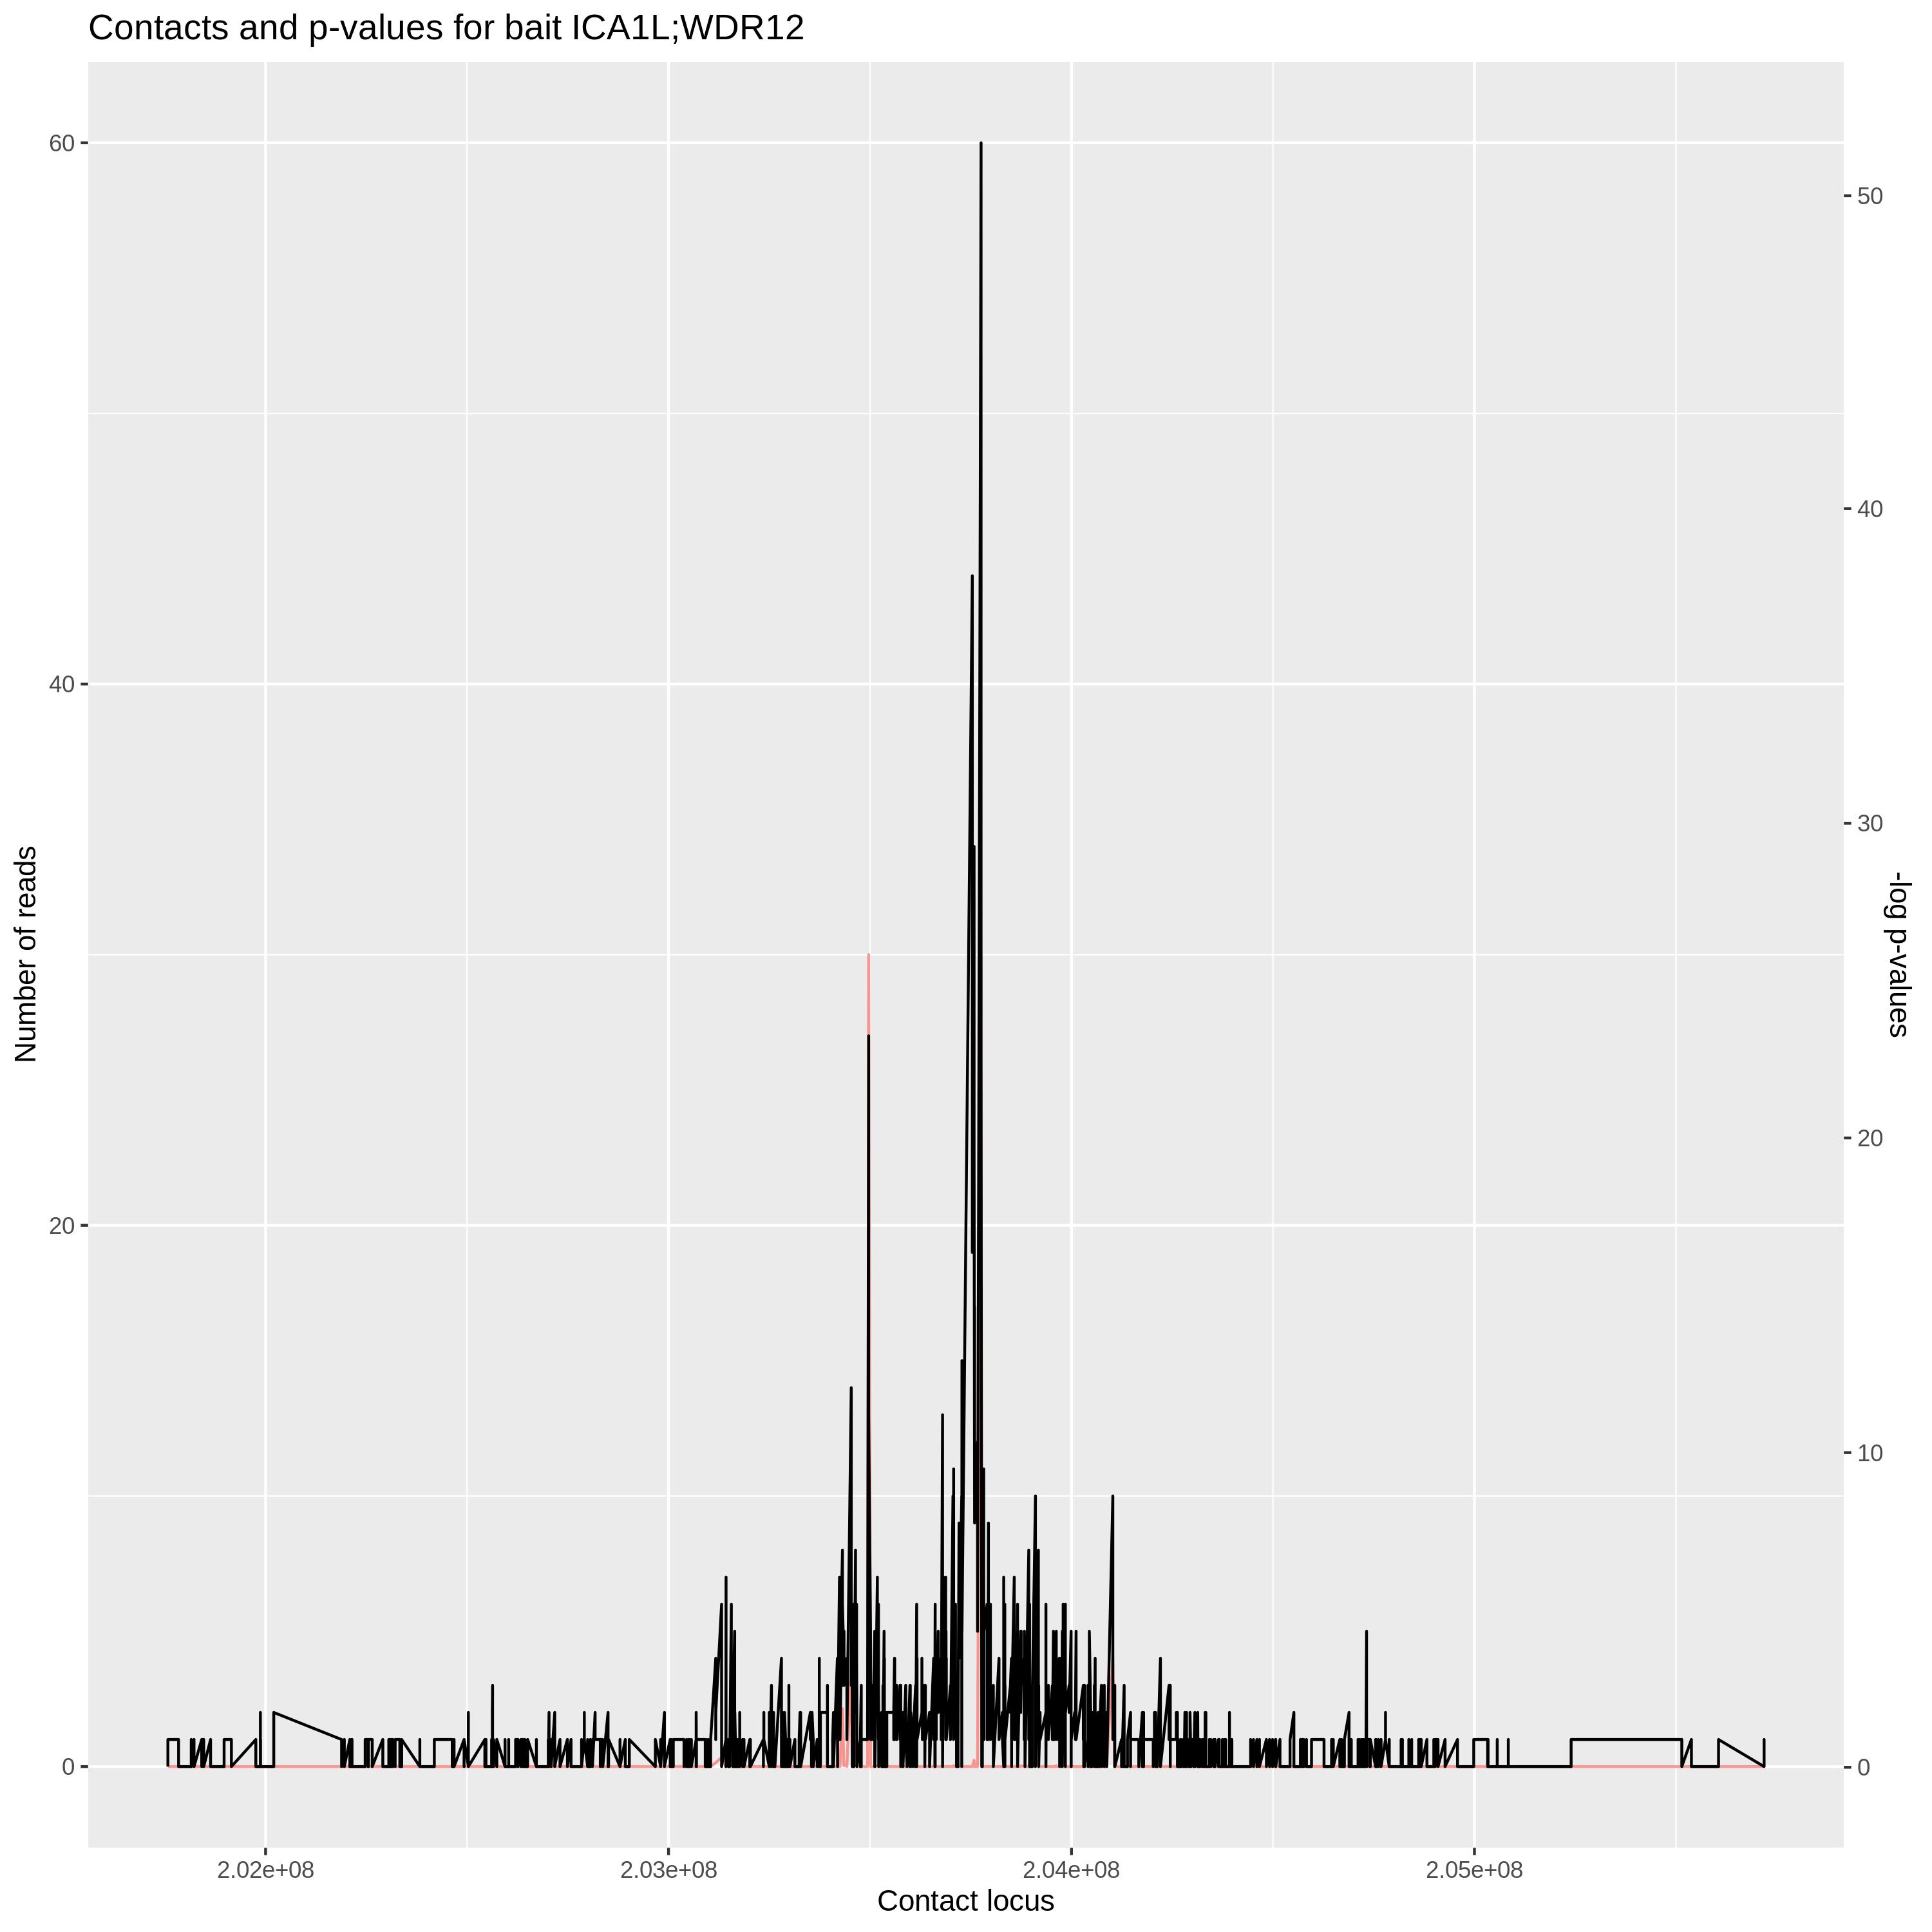 Contacts and p-values for bait ICA1L;WDR12
60
40
20
0
Number of reads
50
40
30
20
10
0
-log p-values
2.02e+08 2.03e+08 2.04e+08 2.05e+08
Contact locus